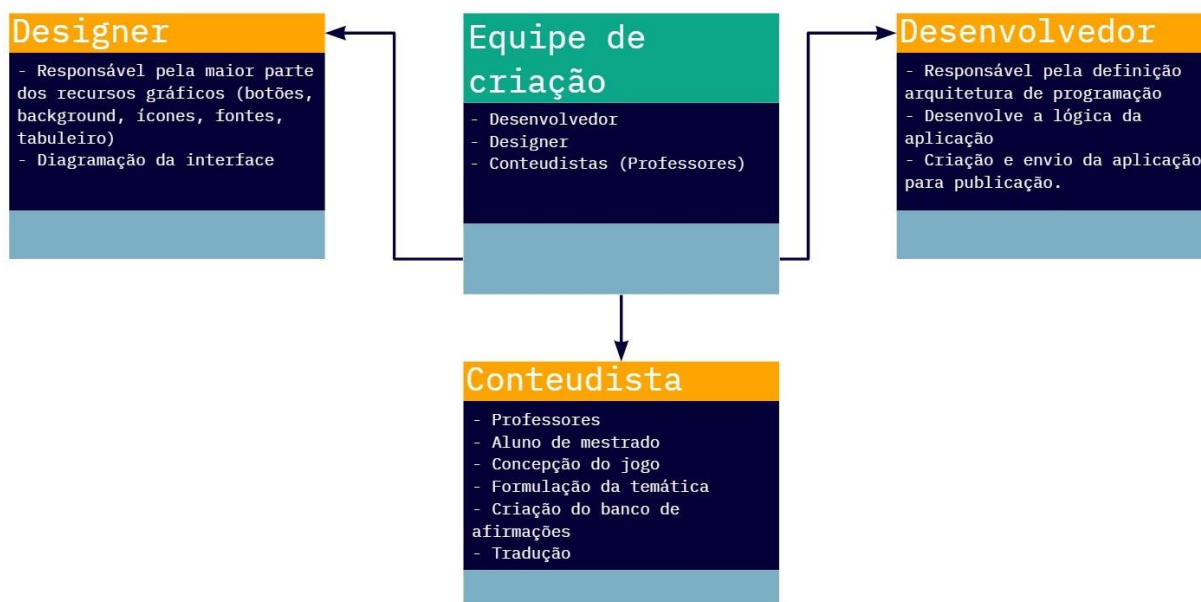 Designer
- Responsável pela maior parte
dos recursos gráficos (botões,
background, ícones, fontes,
tabuleiro)
- Diagramação da interface
Equipe de
criação
- Desenvolvedor
- Designer
- Conteudistas (Professores)
Desenvolvedor
- Responsável pela definição
arquitetura de programação
- Desenvolve a lógica da
aplicação
- Criação e envio da aplicação
para publicação.
Conteudista
- Professores
- Aluno de mestrado
- Concepção do jogo
- Formulação da temática
- Criação do banco de
afirmações
- Tradução